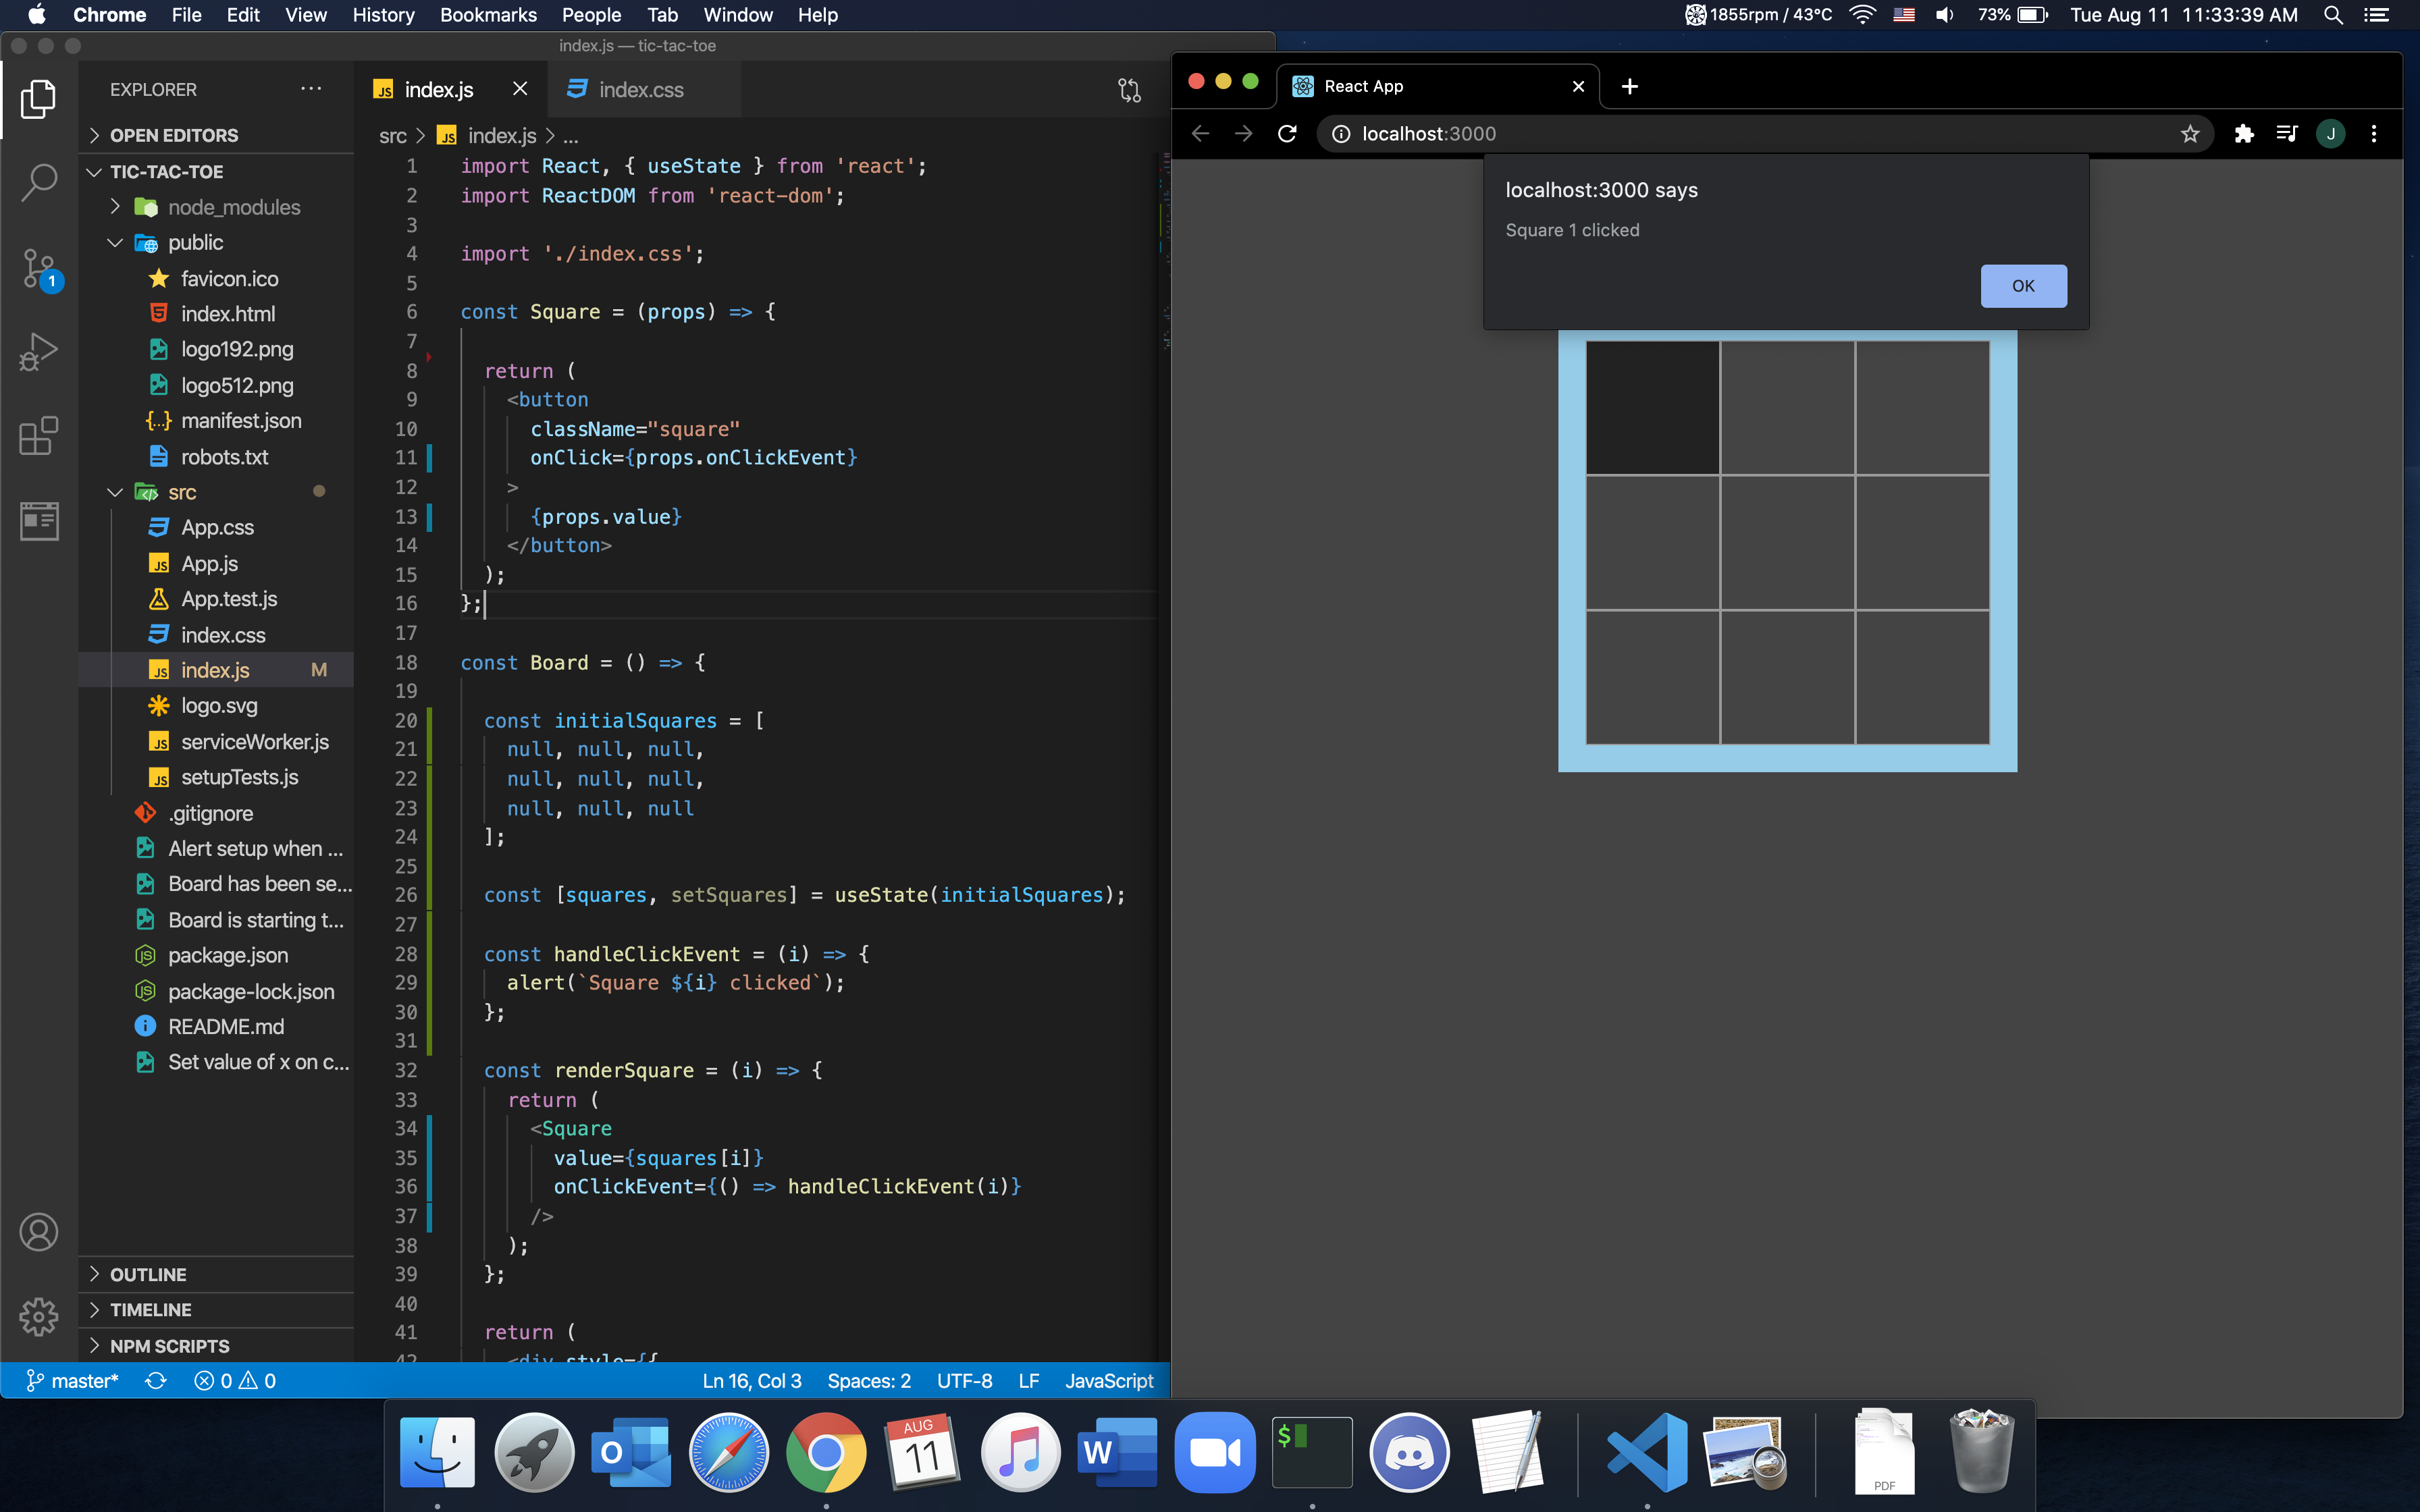 Chrome File Edit View History Bookmarks People Tab Window Help
1855rpm / 43°C 73% Tue Aug 11 11:33:39 AM
index.js — tic-tac-toe
EXPLORER ...
OPEN EDITORS
TIC-TAC-TOE
node_modules
public
favicon.ico
index.html
logo192.png
logo512.png
manifest.json
robots.txt
src
App.css
App.js
App.test.js
index.css
index.js M
logo.svg
serviceWorker.js
setupTests.js
.gitignore
Alert setup when ...
Board has been se...
Board is starting t...
package.json
package-lock.json
README.md
Set value of x on c...
OUTLINE
TIMELINE
NPM SCRIPTS
1
JS index.js
index.css
src > JS index.js > ...
1 import React, { useState } from 'react';
2 import ReactDOM from 'react-dom';
3
4 import './index.css';
5
6 const Square = (props) => {
7
8 return (
9 <button
10 className="square"
11 onClick={props.onClickEvent}
12 >
13 {props.value}
14 </button>
15 );
16 };
17
18 const Board = () => {
19
20 const initialSquares = [
21 null, null, null,
22 null, null, null,
23 null, null, null
24 ];
25
26 const [squares, setSquares] = useState(initialSquares);
27
28 const handleClickEvent = (i) => {
29 alert(`Square ${i} clicked`);
30 };
31
32 const renderSquare = (i) => {
33 return (
34 <Square
35 value={squares[i]}
36 onClickEvent={() => handleClickEvent(i)}
37 />
38 );
39 };
40
41 return (
42 <div style={{
master* 0 0 Ln 16, Col 3 Spaces: 2 UTF-8 LF JavaScript
React App
localhost:3000
J
localhost:3000 says
Square 1 clicked
OK
AUG
11
O
W
$
PDF